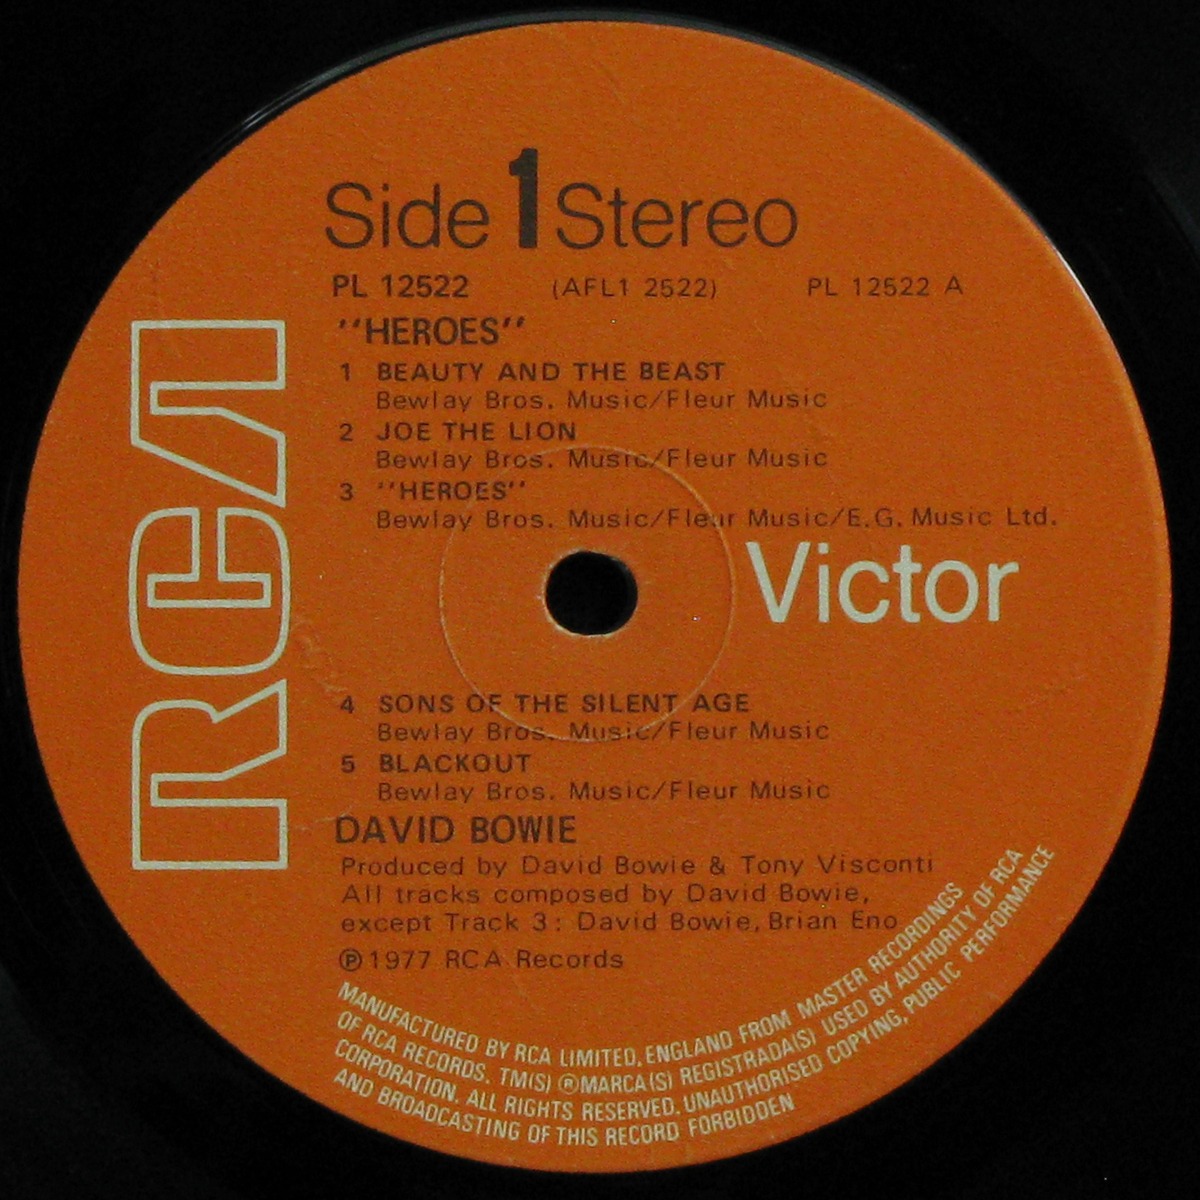 Side 1 Stereo
PL 12522 (AFL1 2522) PL 12522 A
''HEROES''
1 BEAUTY AND THE BEAST
Bewlay Bros. Music/Fleur Music
2 JOE THE LION
Bewlay Bros. Music/Fleur Music
3 ''HEROES''
Bewlay Bros. Music/Fleur Music/E.G. Music Ltd.
RCA
Victor
4 SONS OF THE SILENT AGE
Bewlay Bros. Music/Fleur Music
5 BLACKOUT
Bewlay Bros. Music/Fleur Music
DAVID BOWIE
Produced by David Bowie & Tony Visconti
All tracks composed by David Bowie,
except Track 3: David Bowie, Brian Eno
℗1977 RCA Records
MANUFACTURED BY RCA LIMITED, ENGLAND FROM MASTER RECORDINGS
OF RCA RECORDS. TM(S) ®MARCA(S) REGISTRADA(S) USED BY AUTHORITY OF RCA
CORPORATION. ALL RIGHTS RESERVED. UNAUTHORISED COPYING, PUBLIC PERFORMANCE
AND BROADCASTING OF THIS RECORD FORBIDDEN